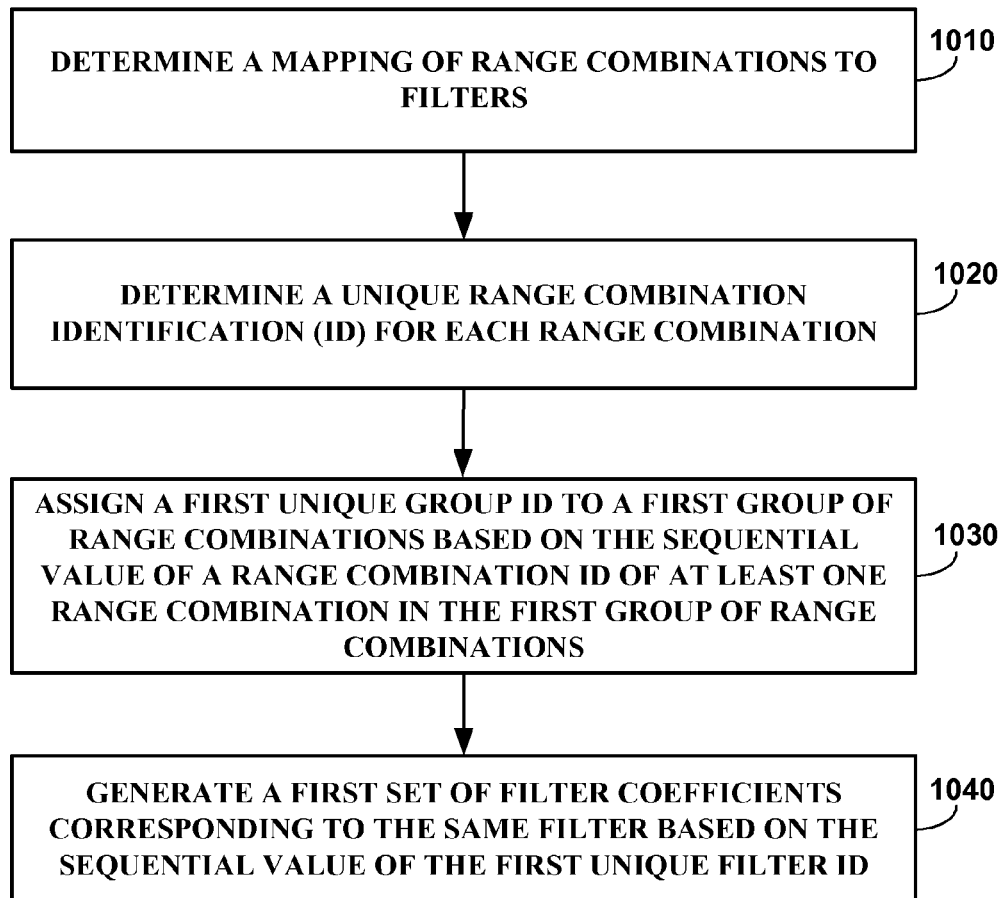 DETERMINE A MAPPING OF RANGE COMBINATIONS TO
FILTERS
1010
DETERMINE A UNIQUE RANGE COMBINATION
IDENTIFICATION (ID) FOR EACH RANGE COMBINATION
1020
ASSIGN A FIRST UNIQUE GROUP ID TO A FIRST GROUP OF
RANGE COMBINATIONS BASED ON THE SEQUENTIAL
VALUE OF A RANGE COMBINATION ID OF AT LEAST ONE
RANGE COMBINATION IN THE FIRST GROUP OF RANGE
COMBINATIONS
1030
GENERATE A FIRST SET OF FILTER COEFFICIENTS
CORRESPONDING TO THE SAME FILTER BASED ON THE
SEQUENTIAL VALUE OF THE FIRST UNIQUE FILTER ID
1040